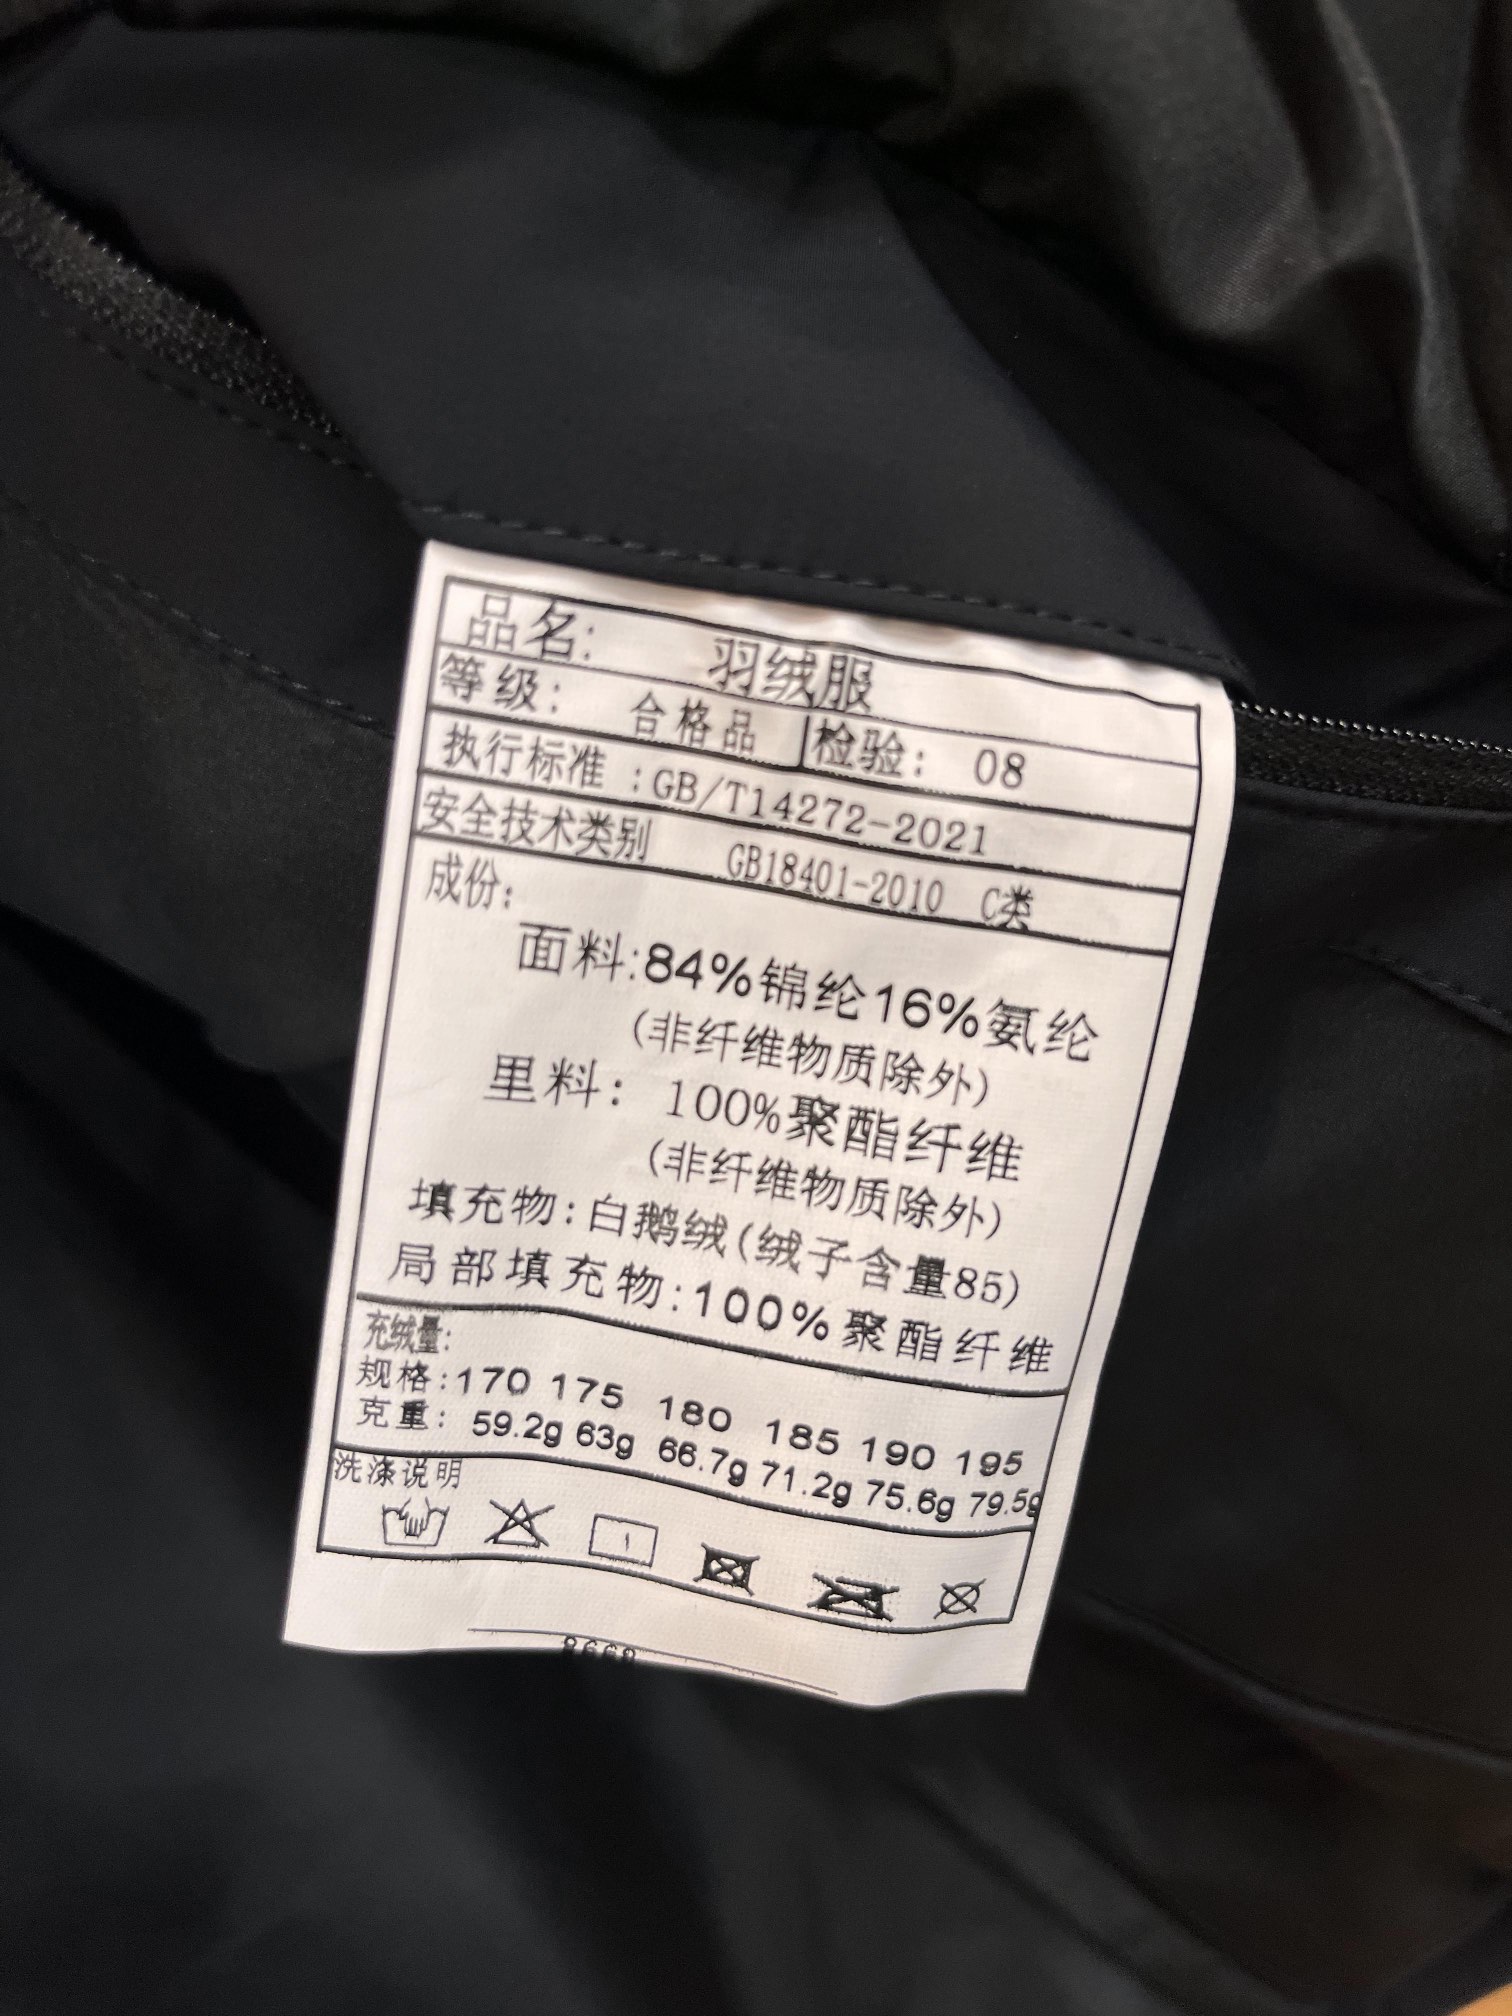 品名: 羽绒服
等级: 合格品 检验: 08
执行标准 :GB/T14272-2021
安全技术类别 GB18401-2010 C类
成份:
面料:84%锦纶16%氨纶
(非纤维物质除外)
里料: 100%聚酯纤维
(非纤维物质除外)
填充物:白鹅绒(绒子含量85)
局部填充物:100%聚酯纤维
充绒量:
规格:170 175 180 185 190 195
克重: 59.2g 63g 66.7g 71.2g 75.6g 79.5g
洗涤说明